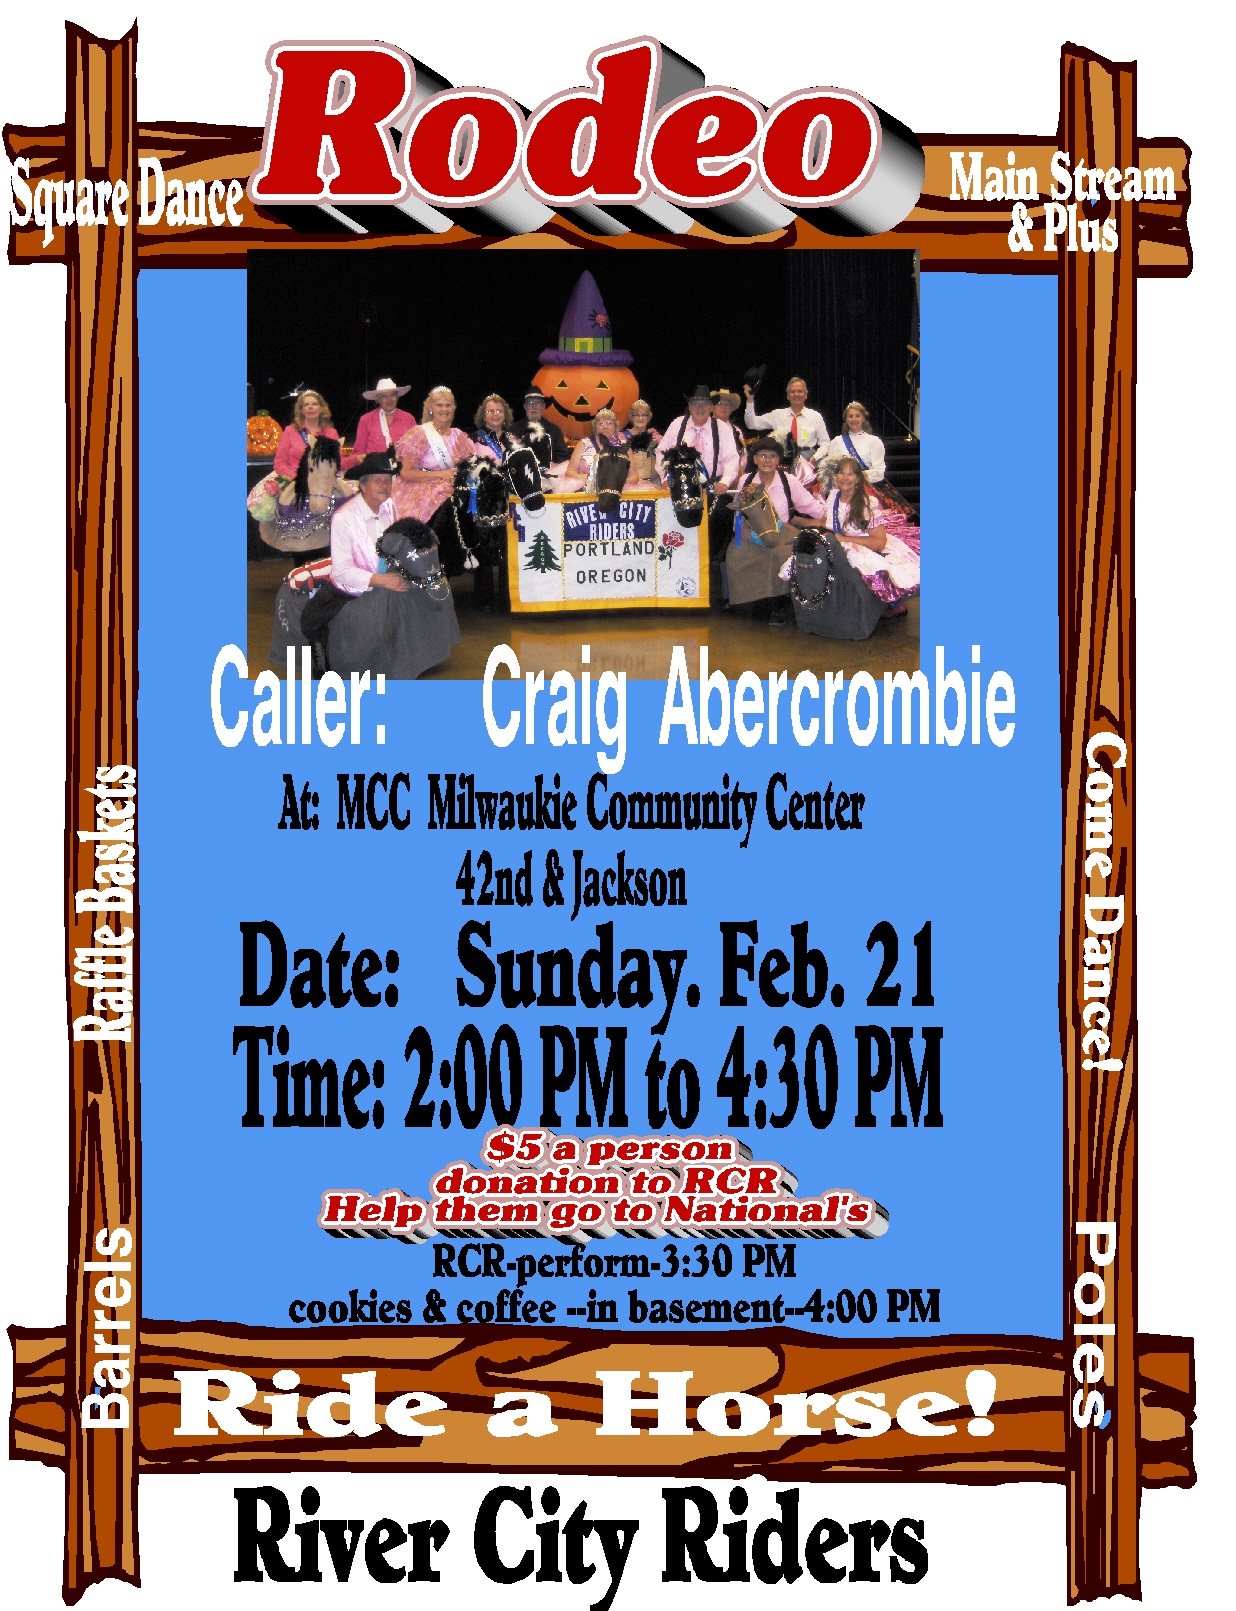 Rodeo
Square Dance
Main Stream
& Plus
RIVER CITY
RIDERS
PORTLAND
OREGON
Caller: Craig Abercrombie
At: MCC Milwaukie Community Center
42nd & Jackson
Date: Sunday. Feb. 21
Time: 2:00 PM to 4:30 PM
$5 a person
donation to RCR
Help them go to National's
RCR-perform-3:30 PM
cookies & coffee --in basement--4:00 PM
Raffle Baskets
Barrels
Come Dance!
Poles
Ride a Horse!
River City Riders